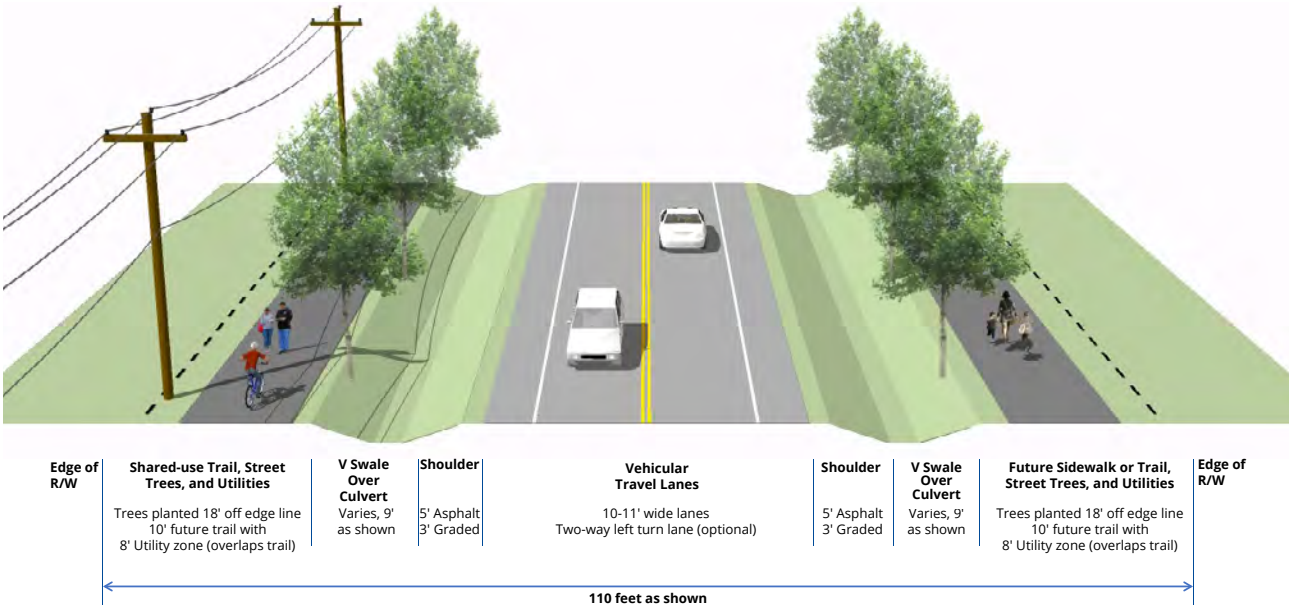 Edge of
R/W
Shared-use Trail, Street
Trees, and Utilities
Trees planted 18' off edge line
10' future trail with
8' Utility zone (overlaps trail)
V Swale
Over
Culvert
Varies, 9'
as shown
Shoulder
5' Asphalt
3' Graded
Vehicular
Travel Lanes
10-11' wide lanes
Two-way left turn lane (optional)
Shoulder
5' Asphalt
3' Graded
V Swale
Over
Culvert
Varies, 9'
as shown
Future Sidewalk or Trail,
Street Trees, and Utilities
Trees planted 18' off edge line
10' future trail with
8' Utility zone (overlaps trail)
Edge of
R/W
110 feet as shown